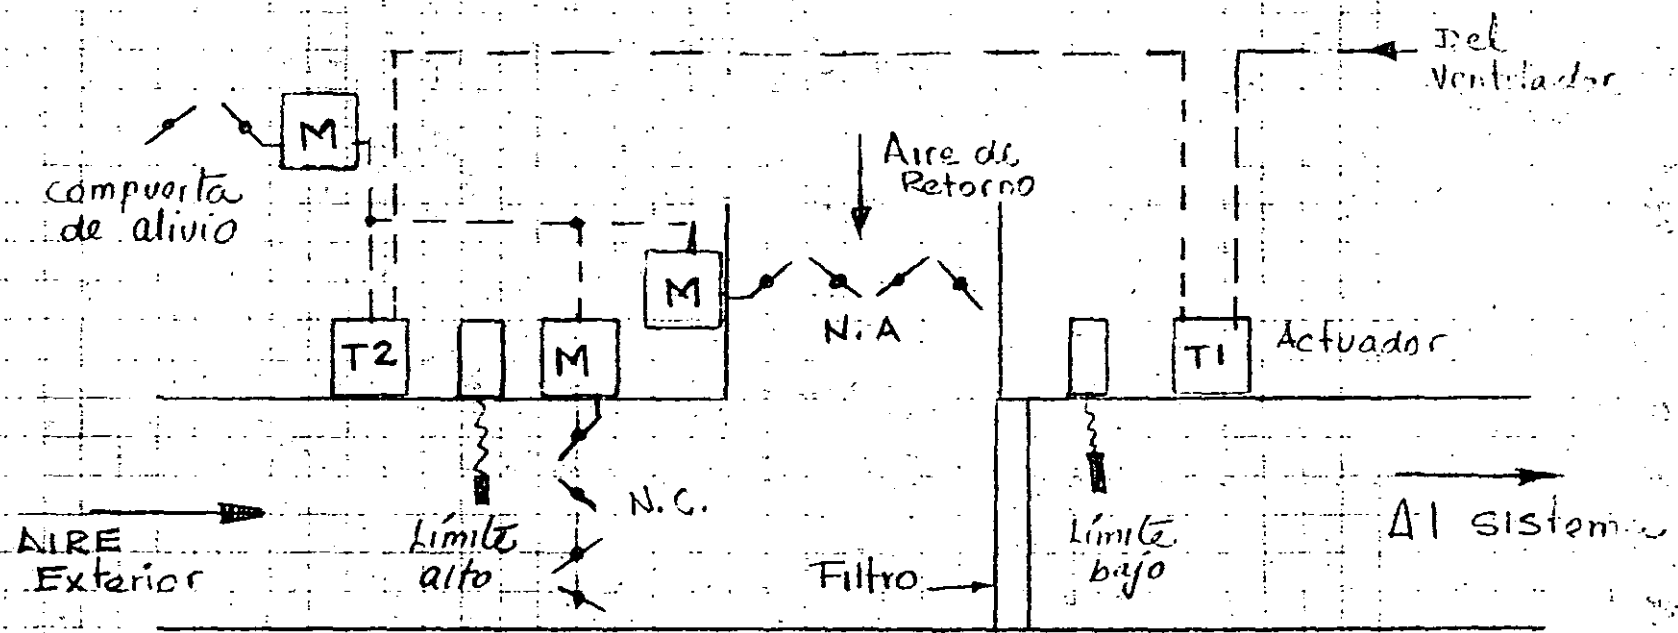 Del
Ventilador
M
Aire de
Retorno
Compuerta
de alivio
M
N.A
T2
M
T1
Actuador
N.C.
AIRE
Exterior
Límite
alto
Filtro
Límite
bajo
Al sistema